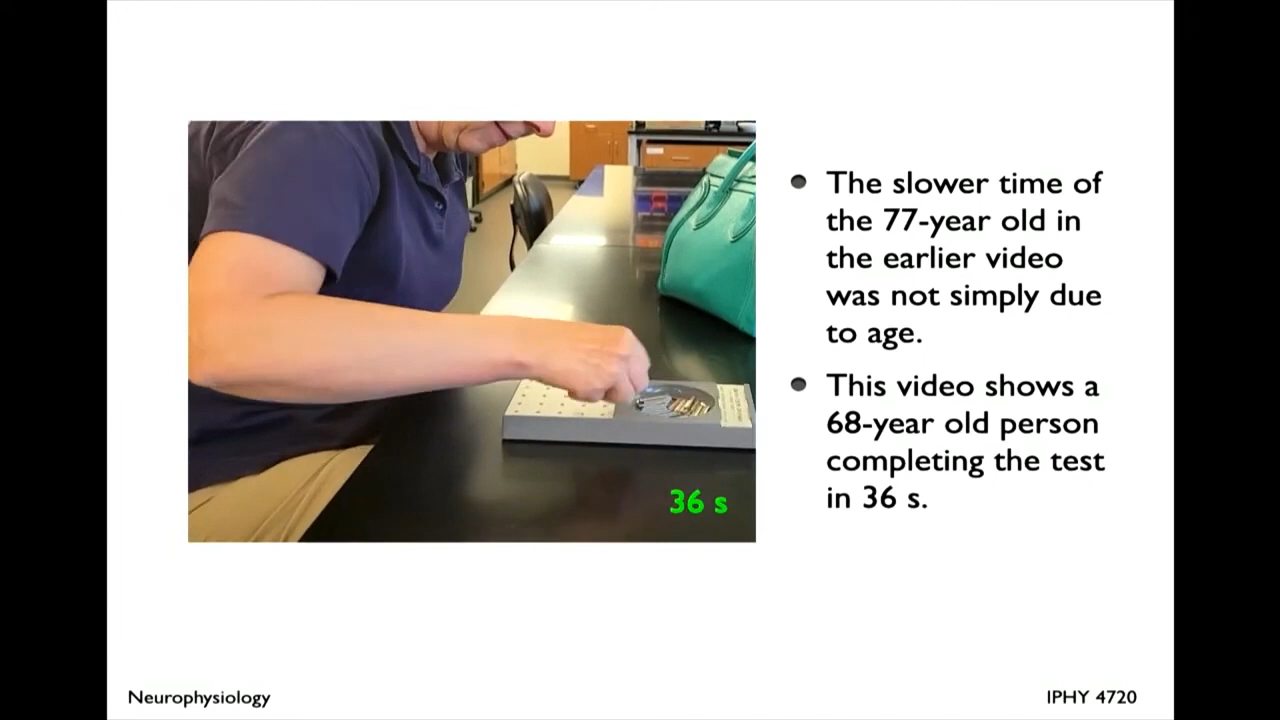 The slower time of
the 77-year old in
the earlier video
was not simply due
to age.
This video shows a
68-year old person
completing the test
in 36 s.
36 s
Neurophysiology
IPHY 4720